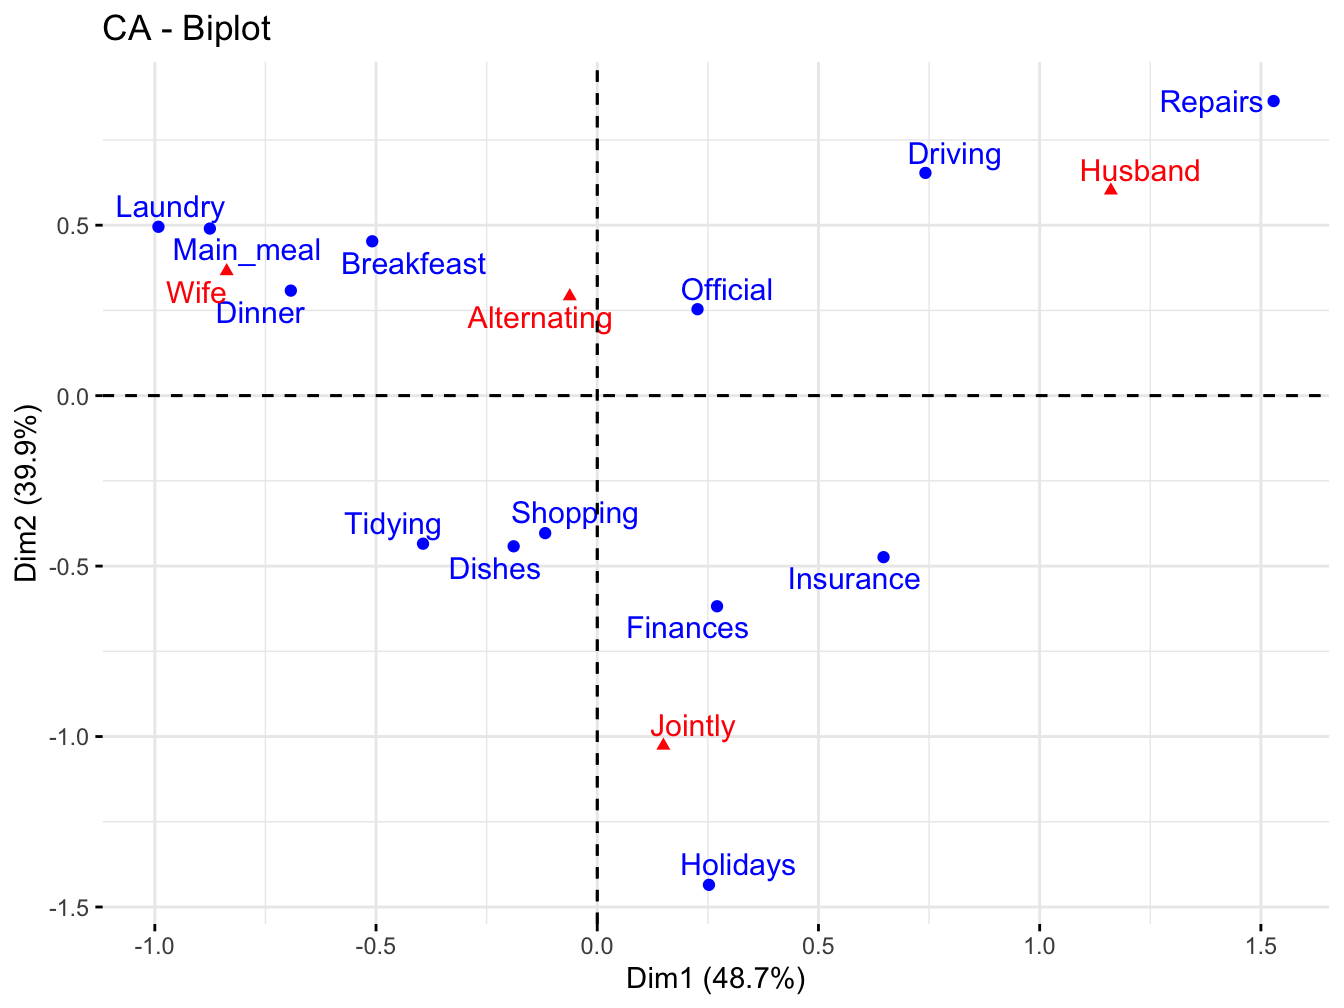 CA - Biplot
Repairs
Driving
Husband
Laundry
Main_meal
Breakfeast
Wife
Dinner
Alternating
Official
Shopping
Tidying
Dishes
Insurance
Finances
Jointly
Holidays
0.5
0.0
-0.5
-1.0
-1.5
Dim2 (39.9%)
-1.0 -0.5 0.0 0.5 1.0 1.5
Dim1 (48.7%)